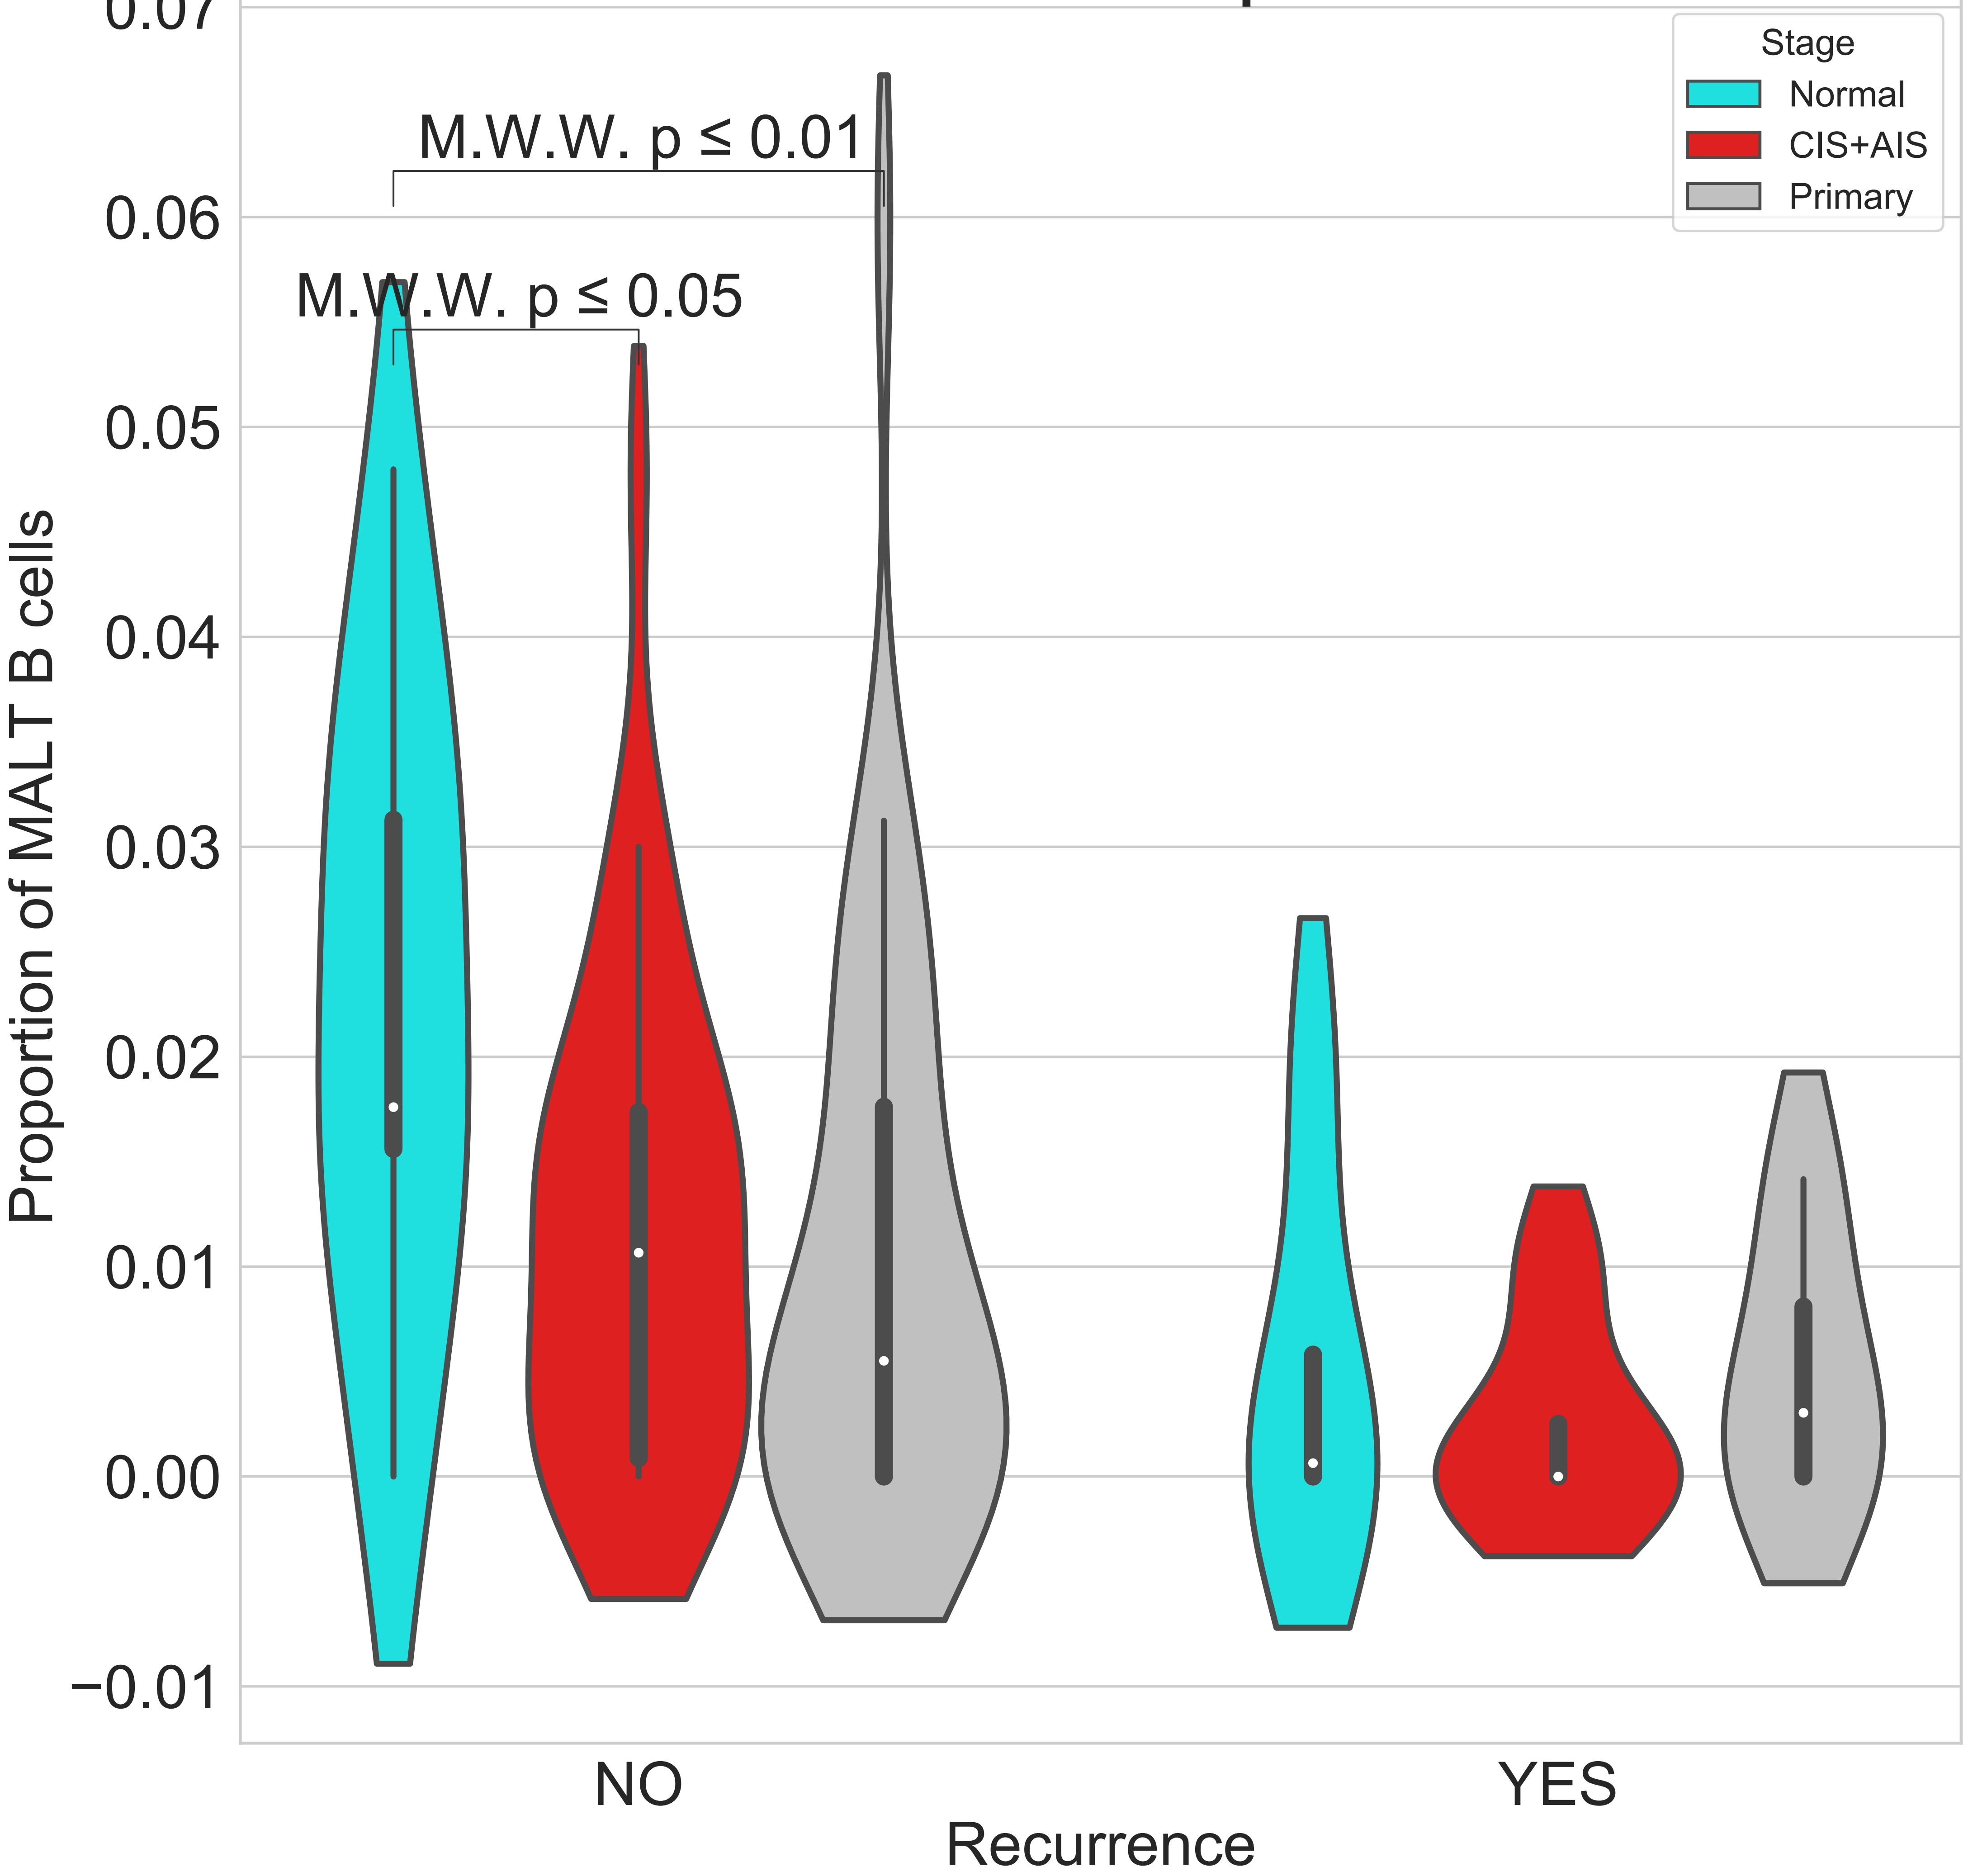 0.07
Stage
Normal
CIS+AIS
Primary
M.W.W. p ≤ 0.01
0.06
M.W.W. p ≤ 0.05
0.05
0.04
0.03
0.02
0.01
0.00
−0.01
Proportion of MALT B cells
NO
YES
Recurrence